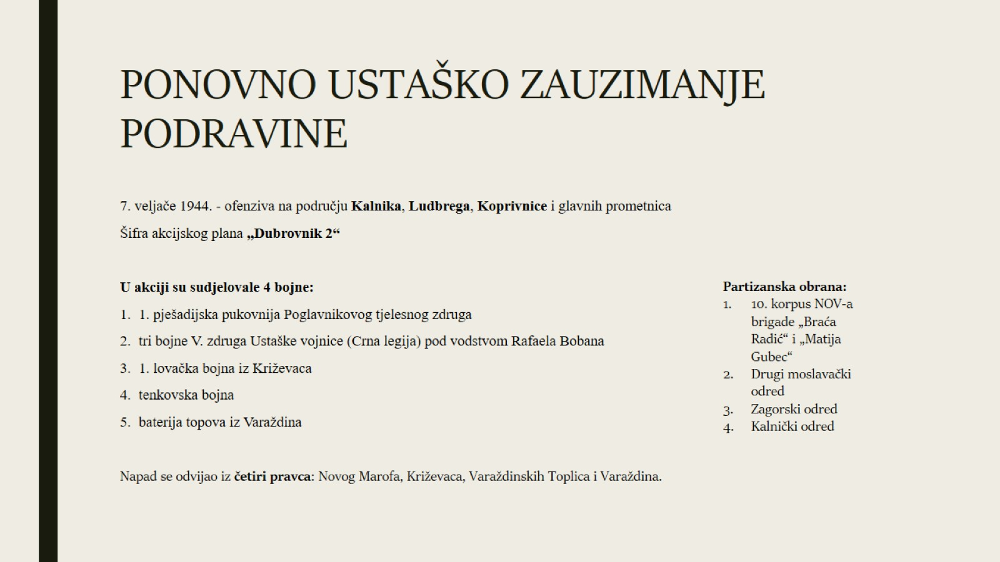 PONOVNO USTAŠKO ZAUZIMANJE
PODRAVINE
7. veljače 1944. - ofenziva na području Kalnika, Ludbrega, Koprivnice i glavnih prometnica
Šifra akcijskog plana „Dubrovnik 2“
U akciji su sudjelovale 4 bojne:
1. 1. pješadijska pukovnija Poglavnikovog tjelesnog zdruga
2. tri bojne V. zdruga Ustaške vojnice (Crna legija) pod vodstvom Rafaela Bobana
3. 1. lovačka bojna iz Križevaca
4. tenkovska bojna
5. baterija topova iz Varaždina
Partizanska obrana:
1. 10. korpus NOV-a
brigade „Braća
Radić“ i „Matija
Gubec“
2. Drugi moslavački
odred
3. Zagorski odred
4. Kalnički odred
Napad se odvijao iz četiri pravca: Novog Marofa, Križevaca, Varaždinskih Toplica i Varaždina.